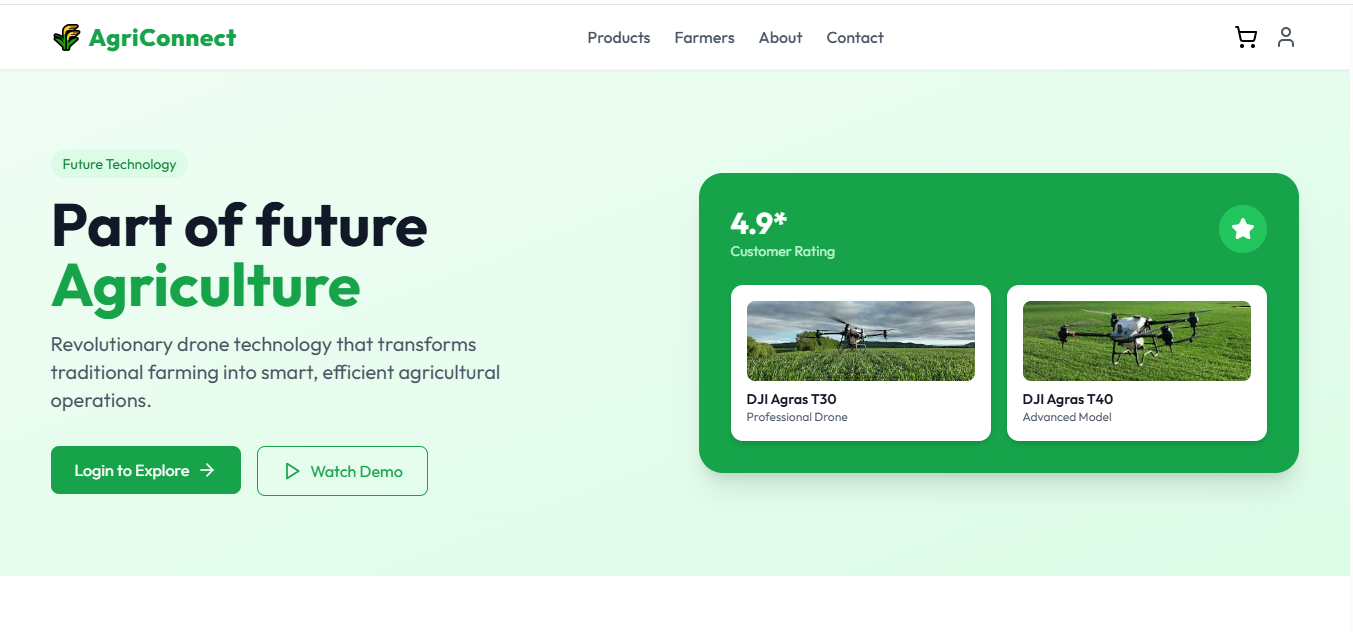 AgriConnect
Products
Farmers
About
Contact
Future Technology
Part of future
Agriculture
Revolutionary drone technology that transforms
traditional farming into smart, efficient agricultural
operations.
Login to Explore
Watch Demo
4.9*
Customer Rating
DJI Agras T30
Professional Drone
DJI Agras T40
Advanced Model